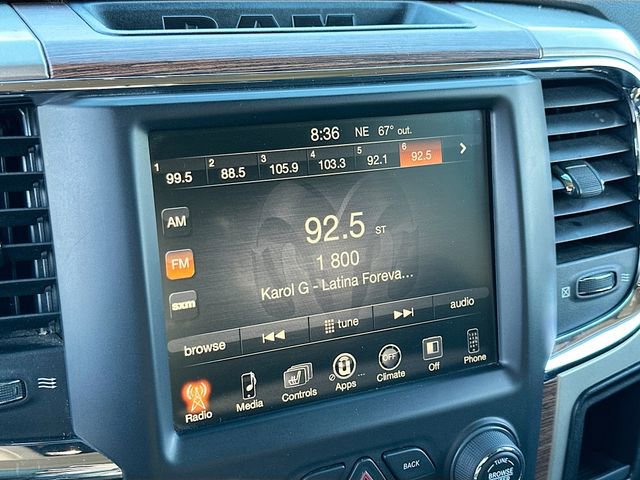 RAM
8:36 NE 67° out.
1 99.5 2 88.5 3 105.9 4 103.3 5 92.1 6 92.5
AM
92.5 ST
FM
1 800
Karol G - Latina Foreva...
sxm
browse tune audio
Radio Media Controls Apps OFF Climate Off Phone
BACK
TUNE
BROWSE